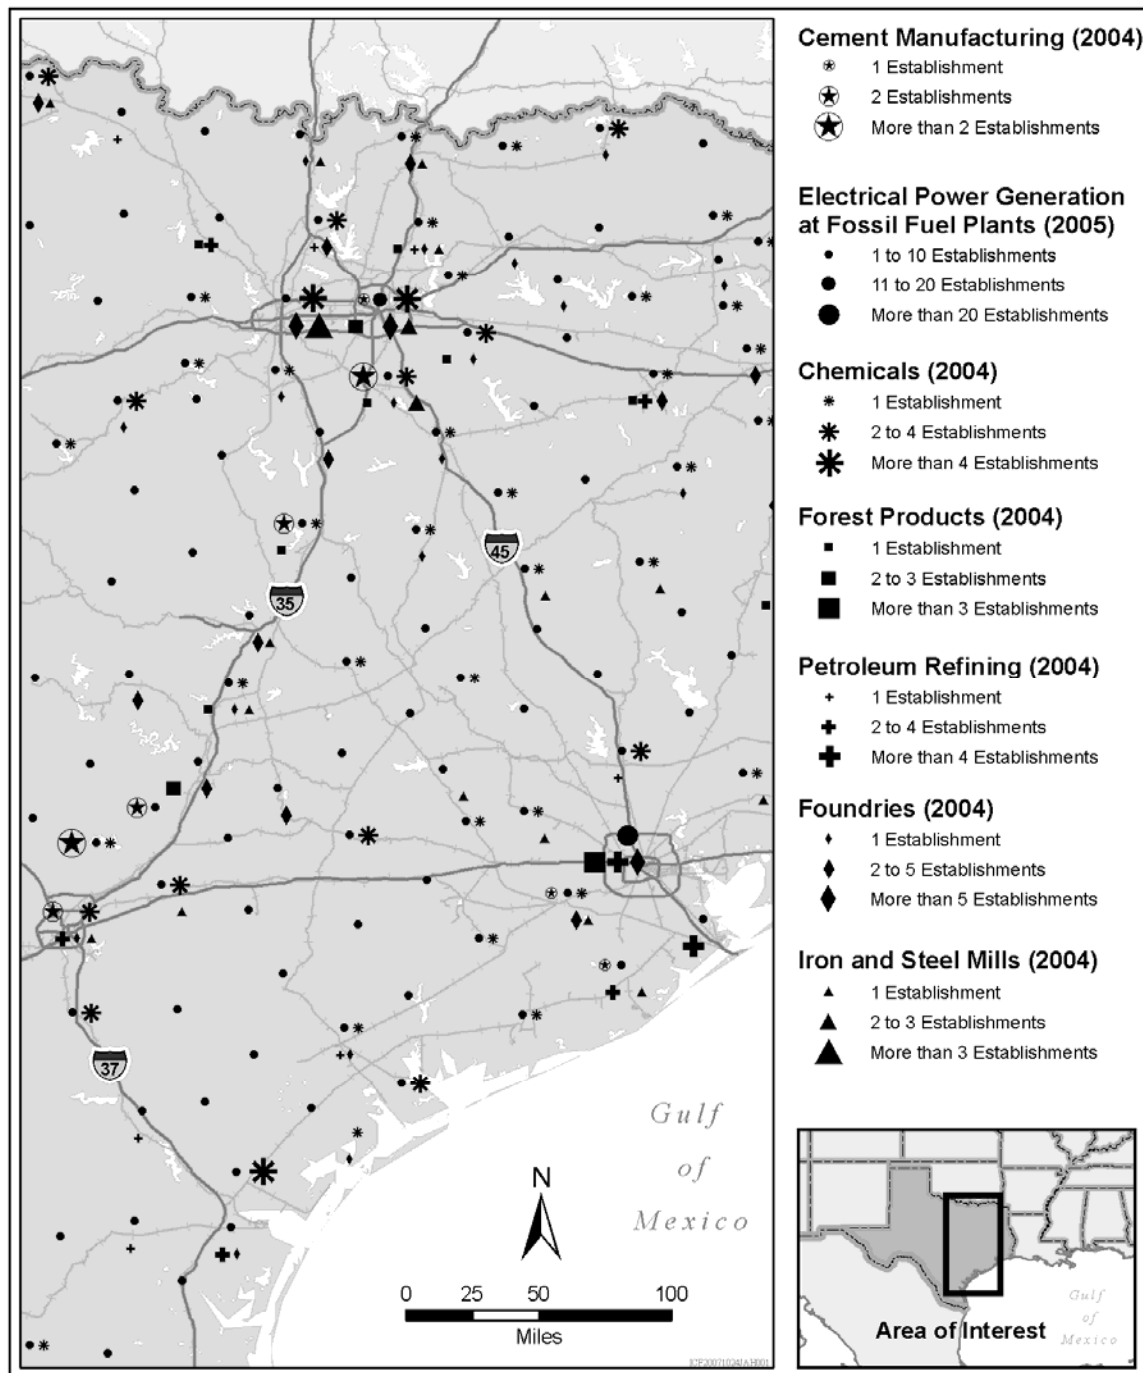 Cement Manufacturing (2004)
1 Establishment
2 Establishments
More than 2 Establishments
Electrical Power Generation
at Fossil Fuel Plants (2005)
1 to 10 Establishments
11 to 20 Establishments
More than 20 Establishments
Chemicals (2004)
1 Establishment
2 to 4 Establishments
More than 4 Establishments
Forest Products (2004)
1 Establishment
2 to 3 Establishments
More than 3 Establishments
Petroleum Refining (2004)
1 Establishment
2 to 4 Establishments
More than 4 Establishments
Foundries (2004)
1 Establishment
2 to 5 Establishments
More than 5 Establishments
Iron and Steel Mills (2004)
1 Establishment
2 to 3 Establishments
More than 3 Establishments
45
35
37
Gulf
of
Mexico
N
0 25 50 100
Miles
ICF20071024JAH001
Gulf
of
Mexico
Area of Interest